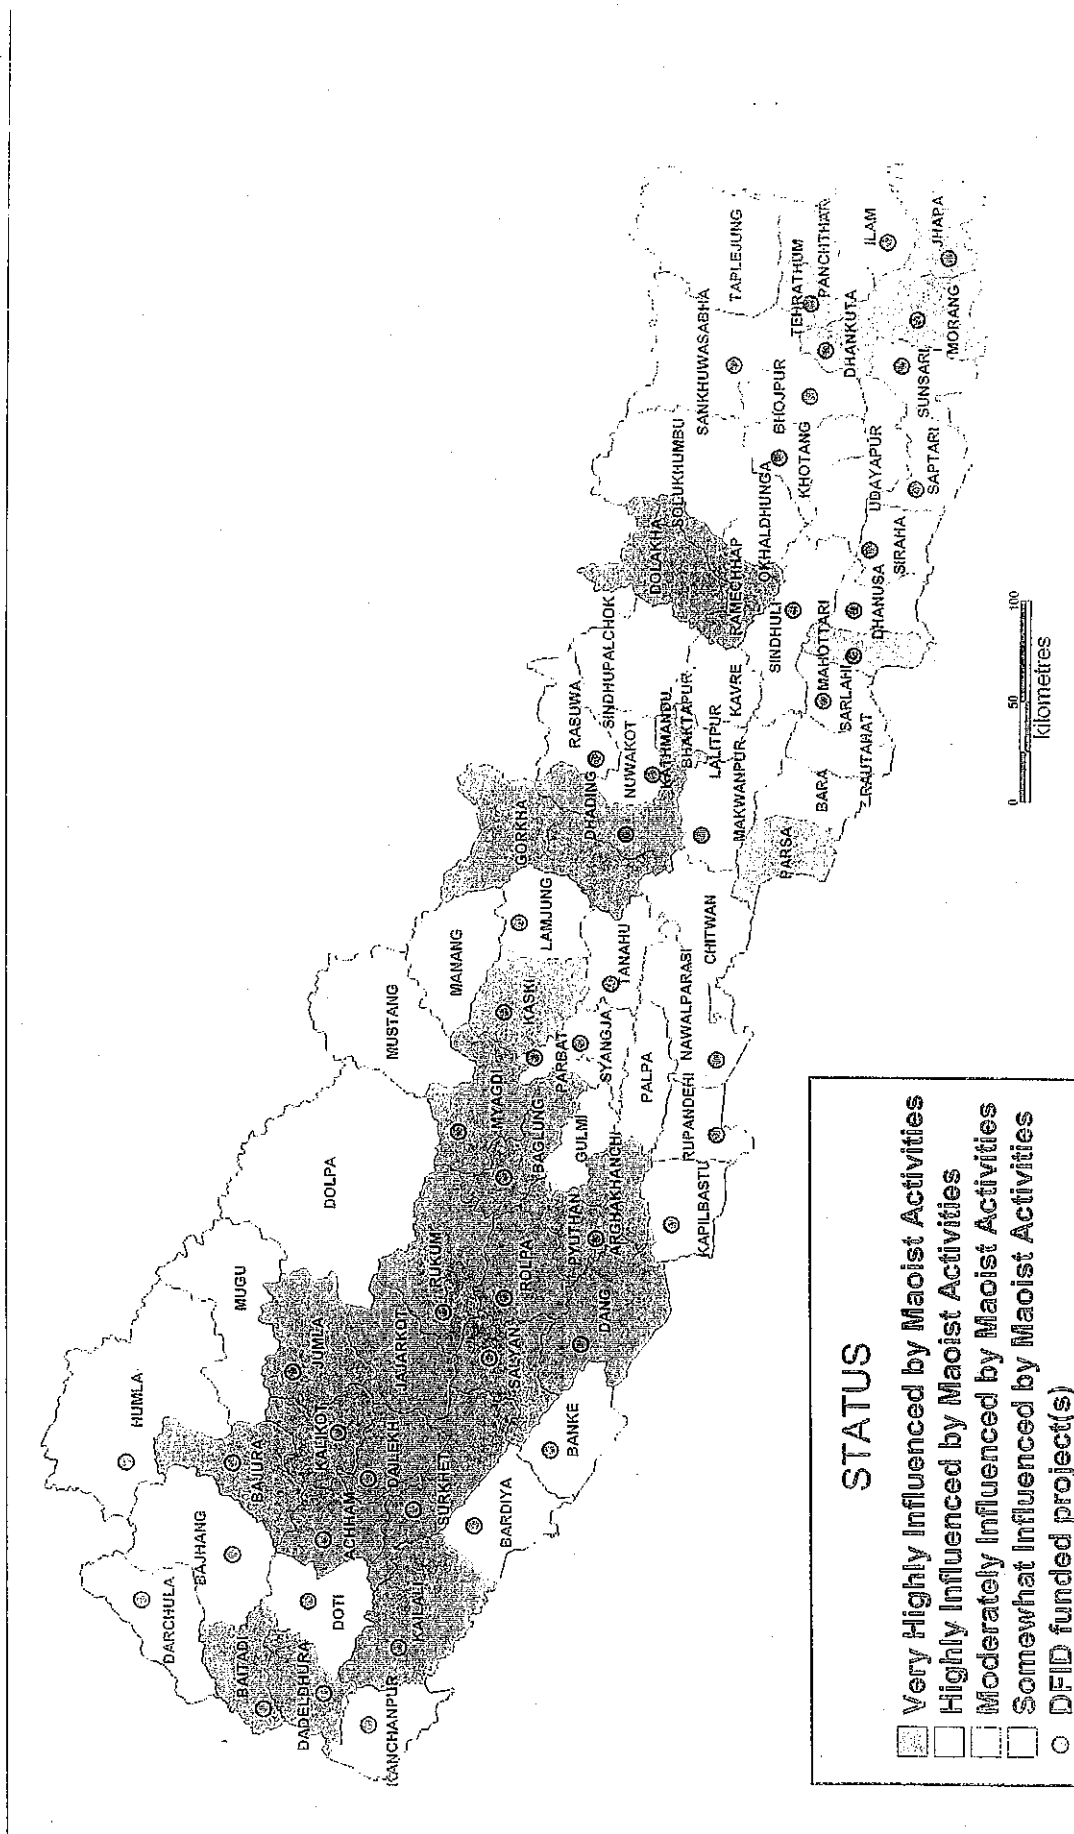 HUMLA
DARCHULA
BAJHANG
MUGU
BAJURA
BAITADI
JUMLA
KALIKOT
DOLPA
MUSTANG
DADELDHURA
DOTI
ACHHAM
DAILEKH
JAJARKOT
KANCHANPUR
KAILALI
SURKHET
RUKUM
MANANG
BARDIYA
SALYAN
ROLPA
MYAGDI
KASKI
LAMJUNG
GORKHA
BANKE
DANG
PYUTHAN
BAGLUNG
PARBAT
GULMI
ARGHAKHANCHI
SYANGJA
TANAHU
DHADING
RASUWA
SINDHUPALCHOK
NUWAKOT
DOLAKHA
SOLUKHUMBU
SANKHUWASABHA
TAPLEJUNG
KAPILBASTU
RUPANDEHI
PALPA
NAWALPARASI
CHITWAN
KATHMANDU
BHAKTAPUR
LALITPUR
KAVRE
MAKWANPUR
RAMECHHAP
OKHALDHUNGA
SINDHULI
KHOTANG
BHOJPUR
TEHRATHUM
PANCHTHAR
DHANKUTA
ILAM
PARSA
BARA
RAUTAHAT
SARLAHI
MAHOTTARI
DHANUSA
SIRAHA
UDAYAPUR
SAPTARI
SUNSARI
MORANG
JHAPA
0 50 100
kilometres
STATUS
Very Highly Influenced by Maoist Activities
Highly Influenced by Maoist Activities
Moderately Influenced by Maoist Activities
Somewhat Influenced by Maoist Activities
DFID funded project(s)